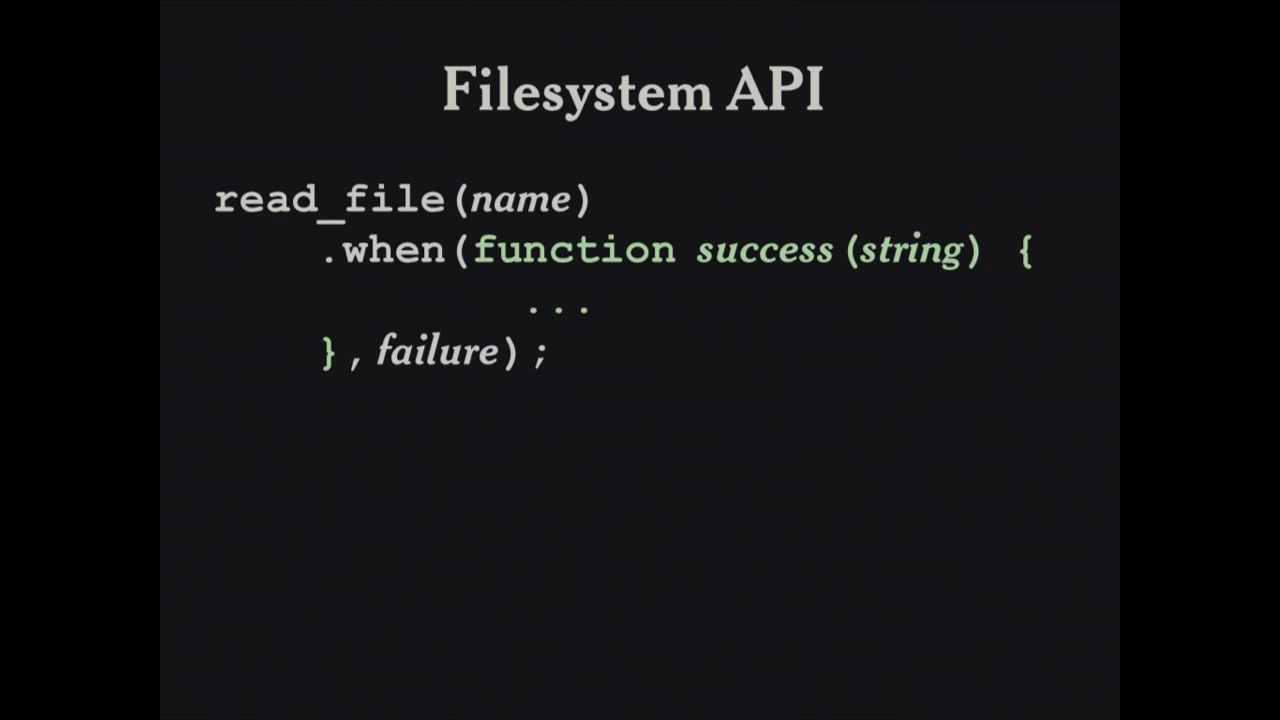 Filesystem API
read_file(name)
.when(function success(string) {
...
}, failure);